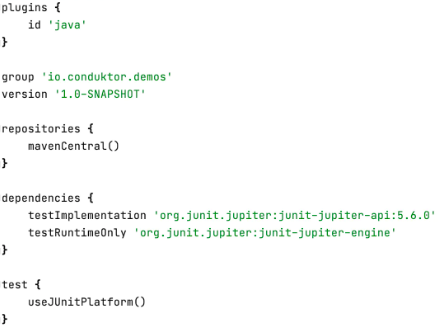 plugins {
    id 'java'
}

group 'io.conduktor.demos'
version '1.0-SNAPSHOT'

repositories {
    mavenCentral()
}

dependencies {
    testImplementation 'org.junit.jupiter:junit-jupiter-api:5.6.0'
    testRuntimeOnly 'org.junit.jupiter:junit-jupiter-engine'
}

test {
    useJUnitPlatform()
}